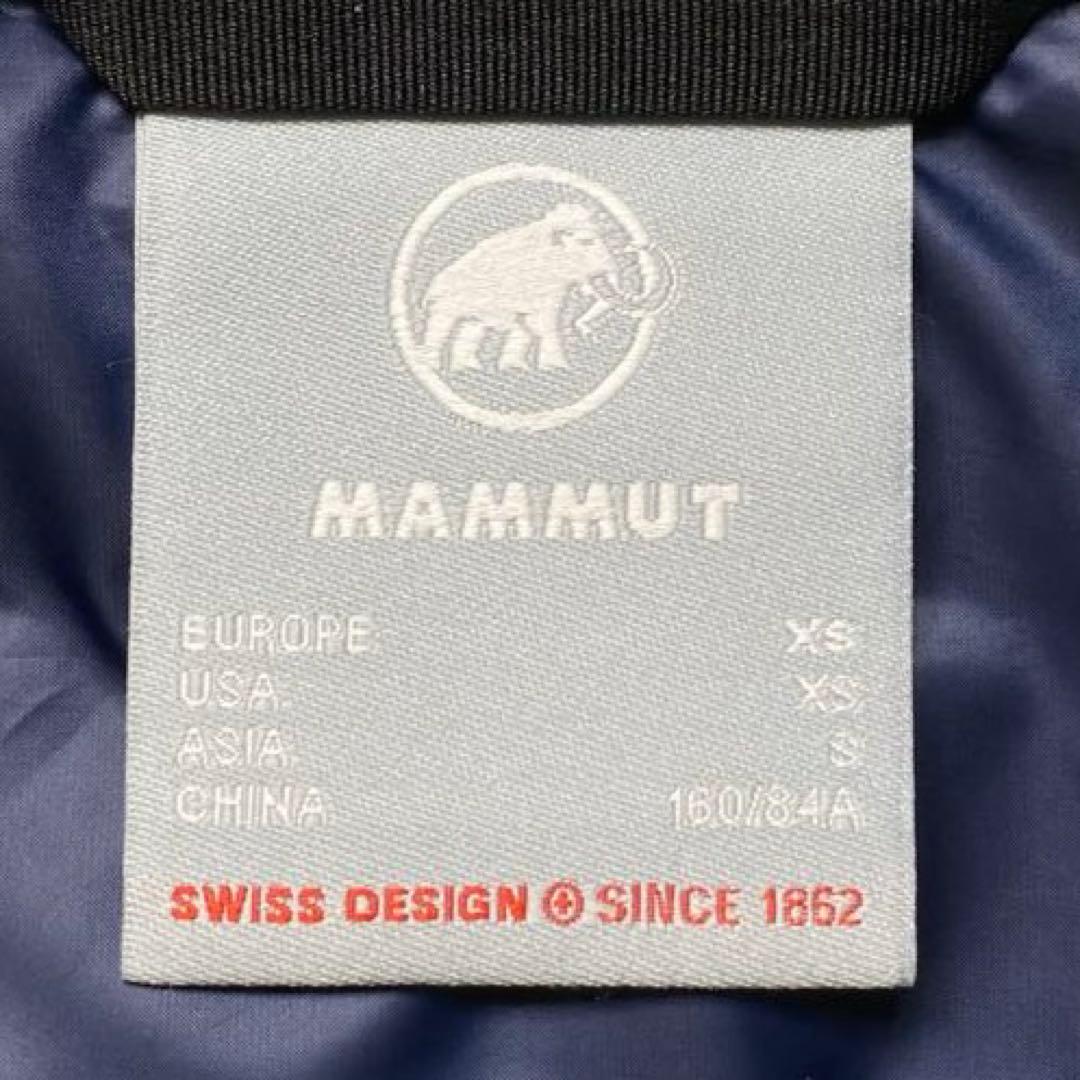 MAMMUT
EUROPE XS
USA XS
ASIA S
CHINA 160/84A
SWISS DESIGN SINCE 1862